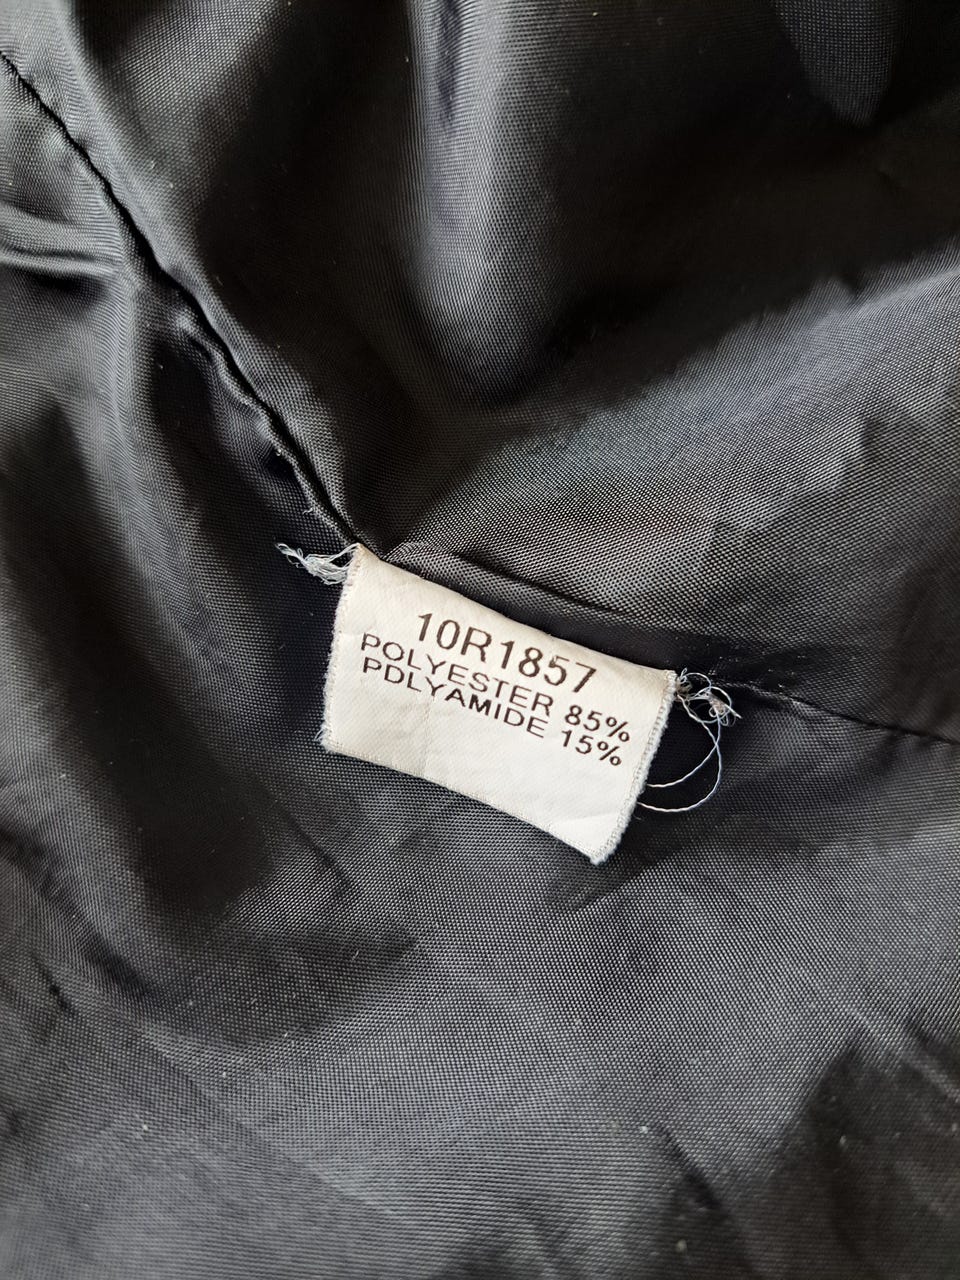 10R1857
POLYESTER 85%
PDLYAMIDE 15%